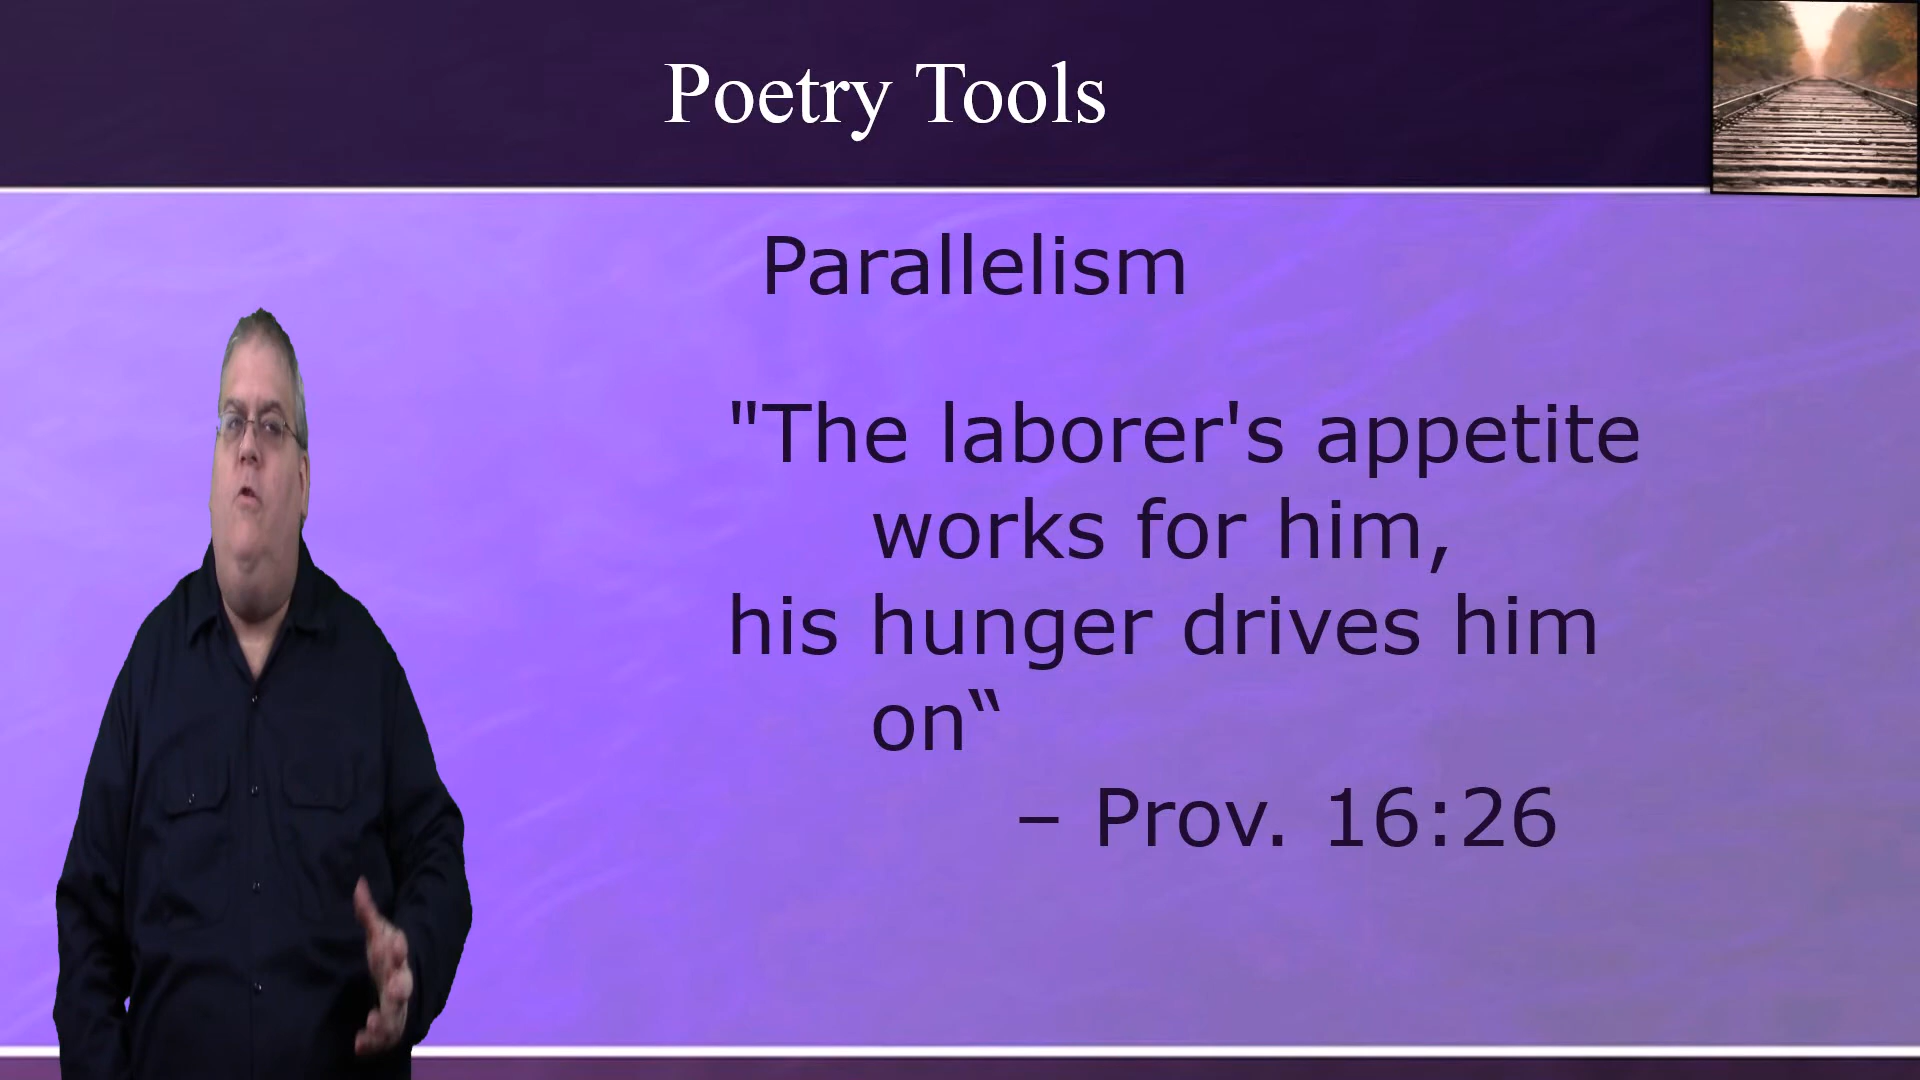 Poetry Tools
Parallelism
"The laborer's appetite
works for him,
his hunger drives him
on‟
– Prov. 16:26